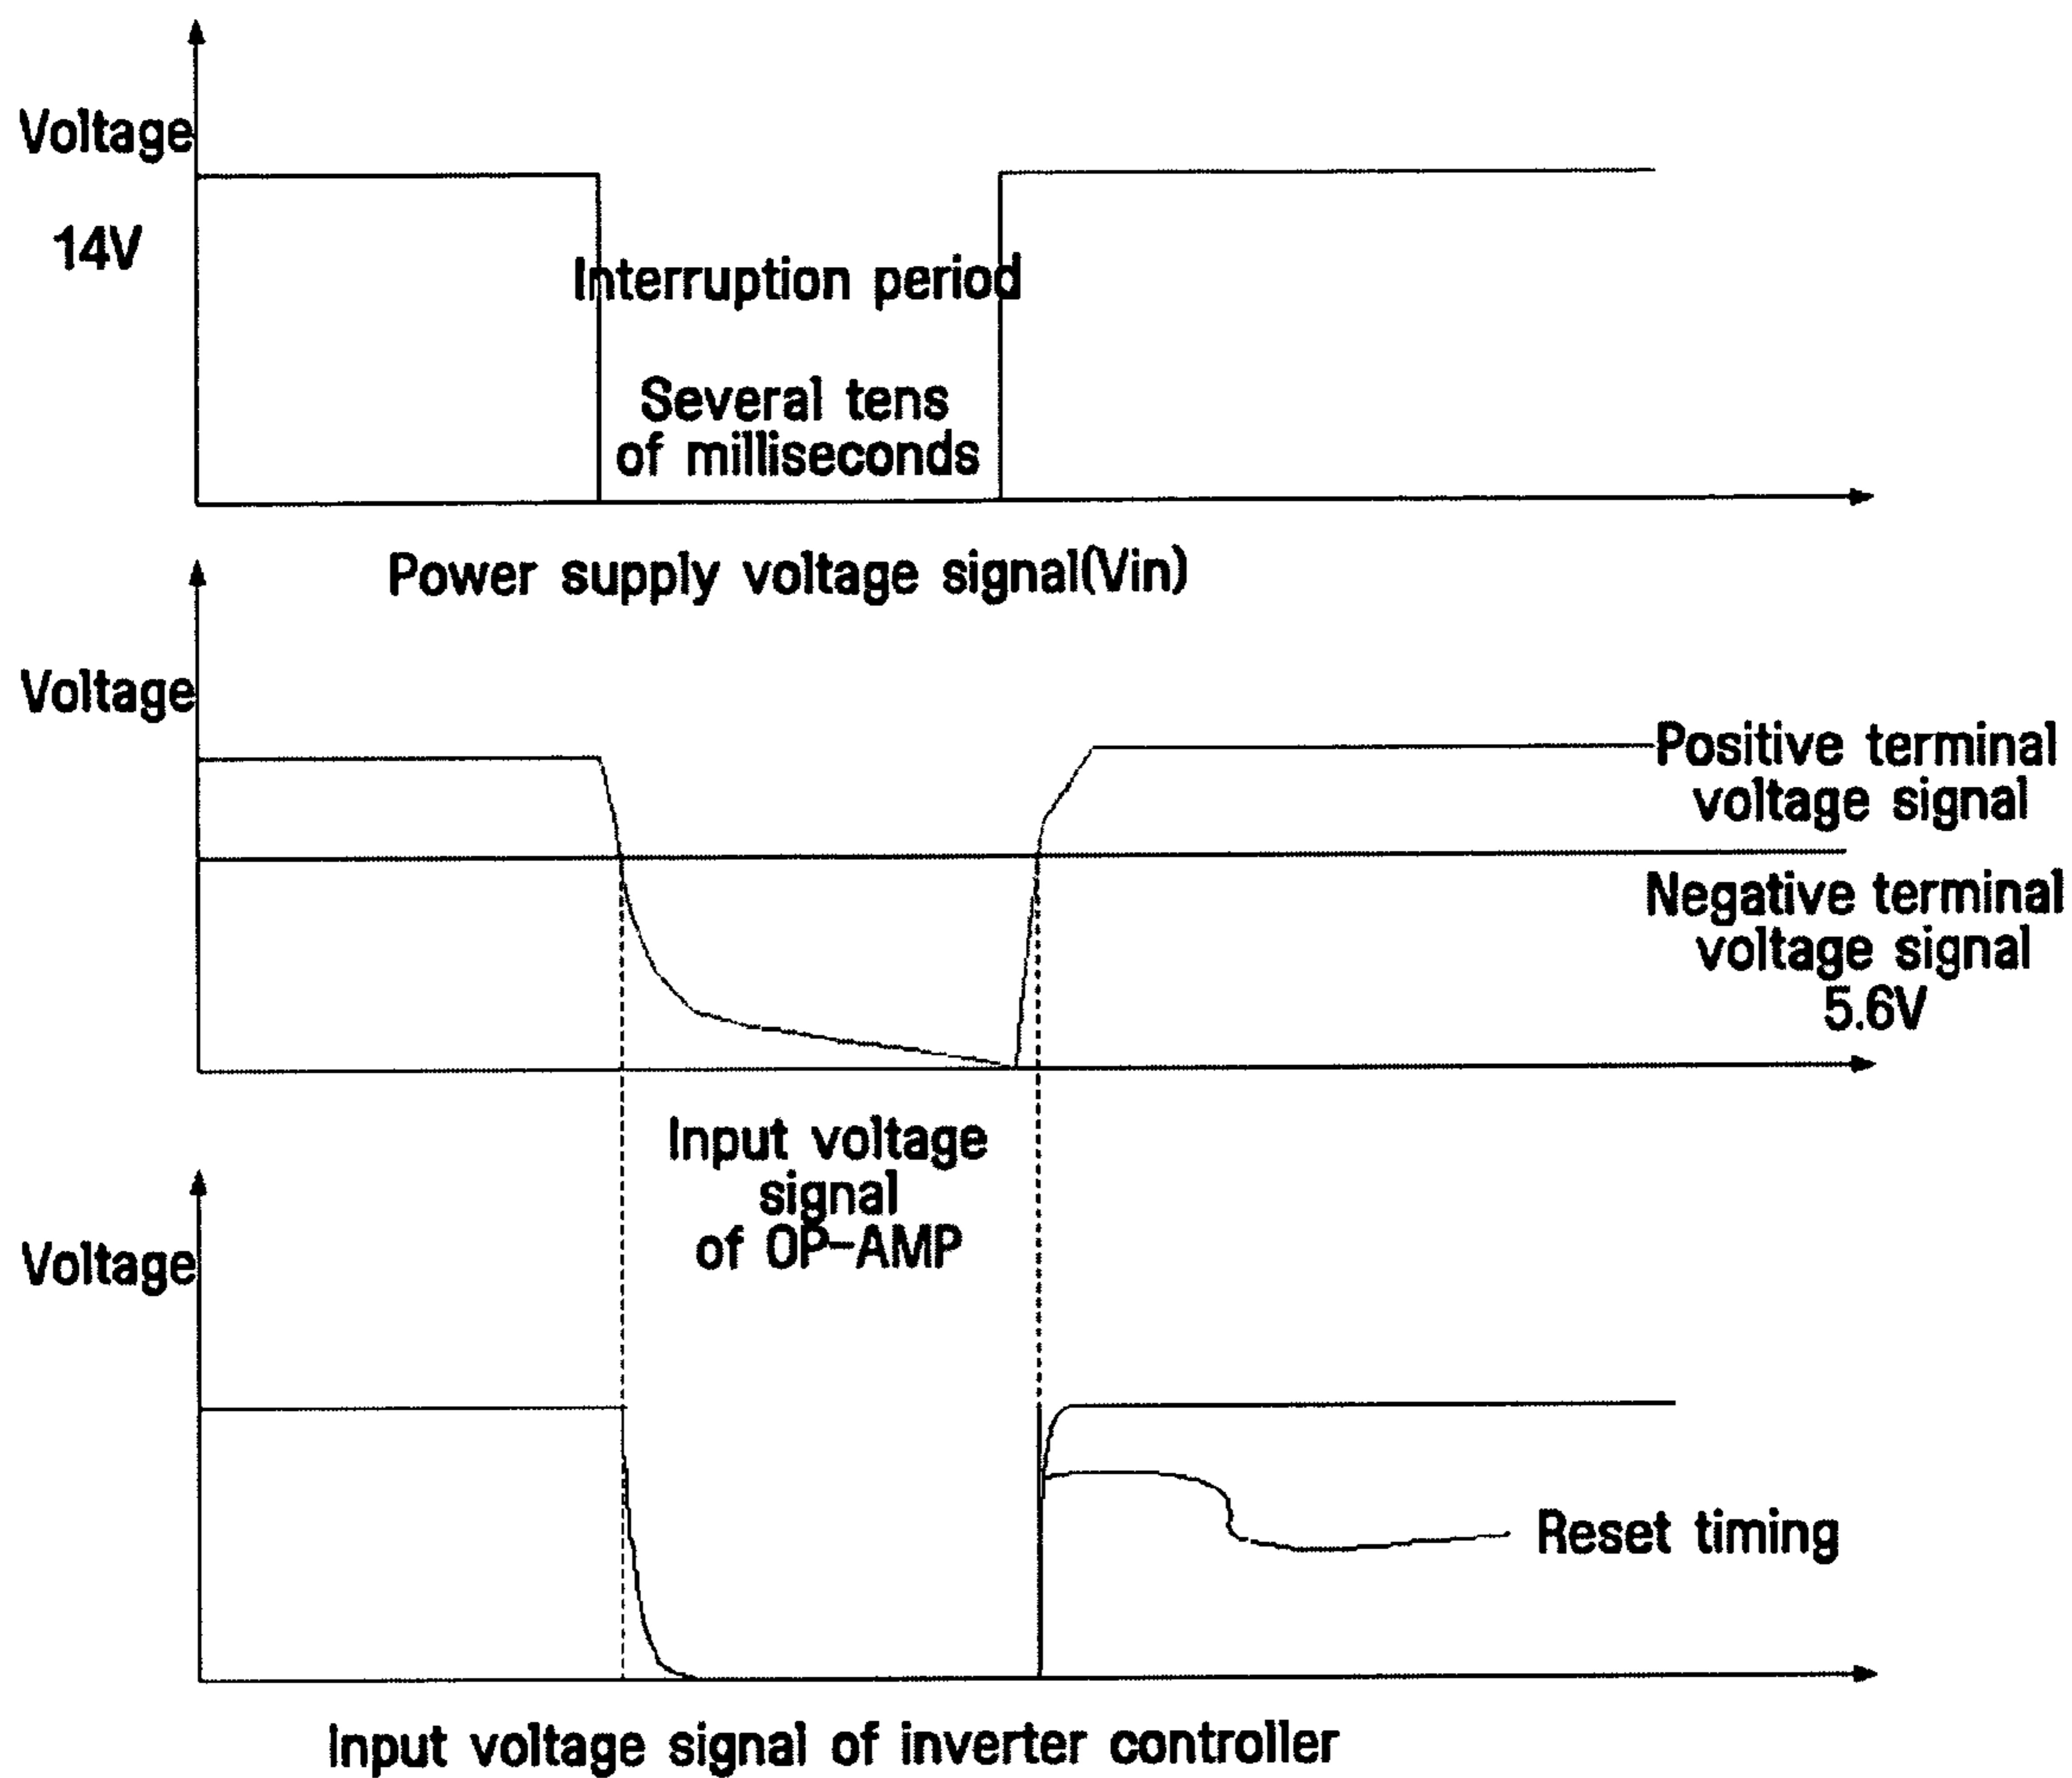 Voltage
14V
Interruption period
Several tens
of milliseconds
Power supply voltage signal(Vin)
Voltage
Positive terminal
voltage signal
Negative terminal
voltage signal
5.6V
Input voltage
signal
of OP-AMP
Voltage
Reset timing
Input voltage signal of inverter controller